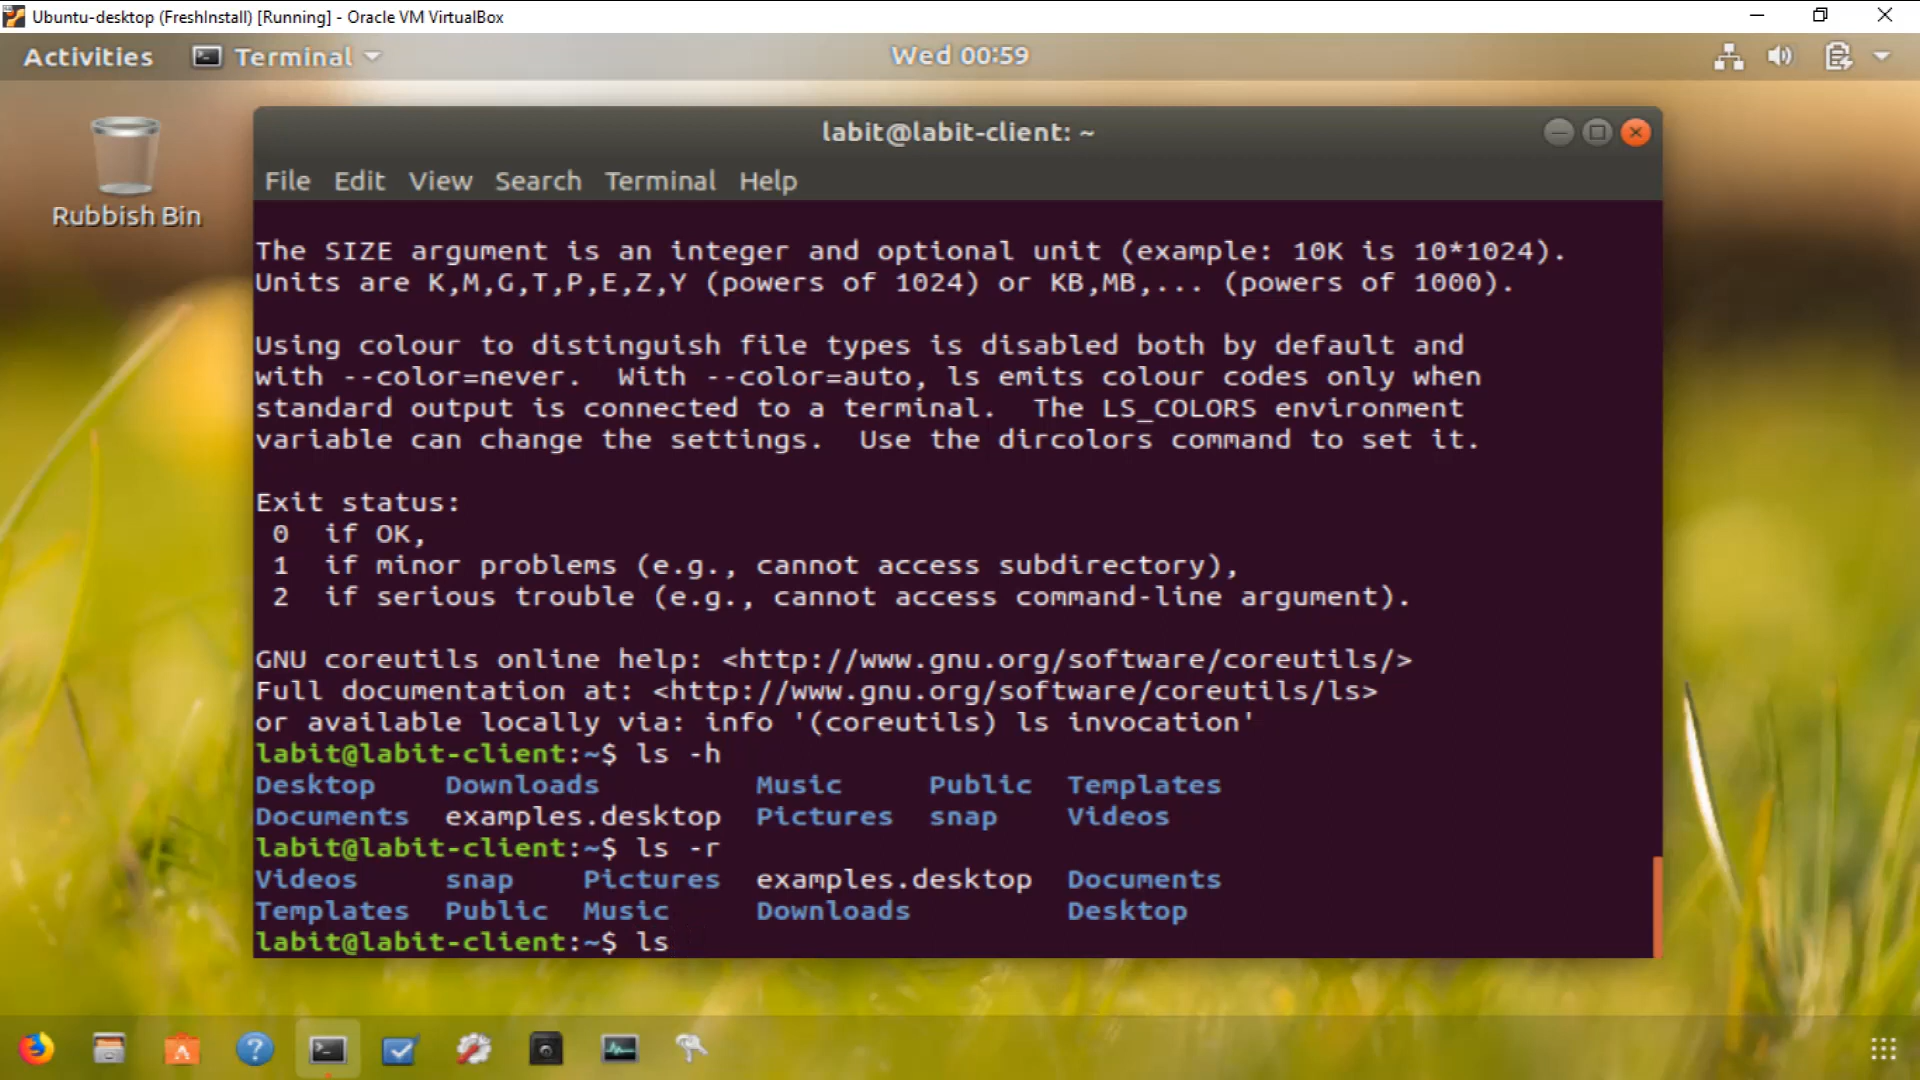 Ubuntu-desktop (FreshInstall) [Running] - Oracle VM VirtualBox
Activities Terminal Wed 00:59
Rubbish Bin
labit@labit-client: ~
File Edit View Search Terminal Help
The SIZE argument is an integer and optional unit (example: 10K is 10*1024).
Units are K,M,G,T,P,E,Z,Y (powers of 1024) or KB,MB,... (powers of 1000).
Using colour to distinguish file types is disabled both by default and
with --color=never.  With --color=auto, ls emits colour codes only when
standard output is connected to a terminal.  The LS_COLORS environment
variable can change the settings.  Use the dircolors command to set it.
Exit status:
 0  if OK,
 1  if minor problems (e.g., cannot access subdirectory),
 2  if serious trouble (e.g., cannot access command-line argument).
GNU coreutils online help: <http://www.gnu.org/software/coreutils/>
Full documentation at: <http://www.gnu.org/software/coreutils/ls>
or available locally via: info '(coreutils) ls invocation'
labit@labit-client:~$ ls -h
Desktop    Downloads         Music     Public  Templates
Documents  examples.desktop  Pictures  snap    Videos
labit@labit-client:~$ ls -r
Videos     snap    Pictures  examples.desktop  Documents
Templates  Public  Music     Downloads         Desktop
labit@labit-client:~$ ls